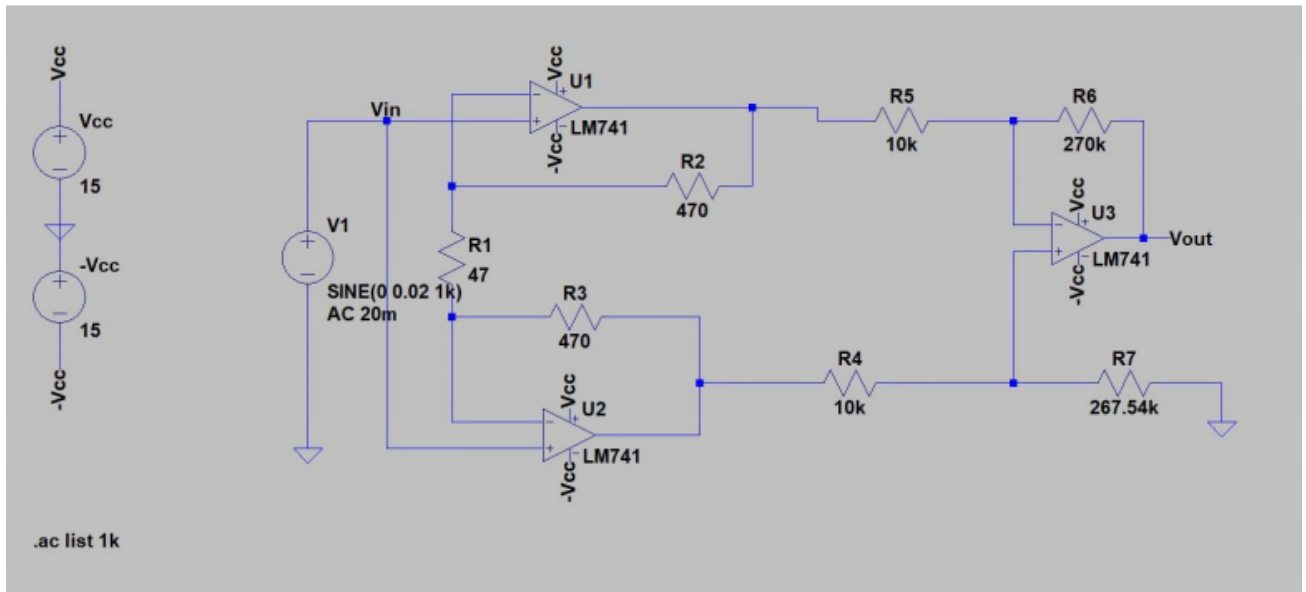 Vcc
Vcc
15
-Vcc
15
-Vcc
Vin
V1
SINE(0 0.02 1k)
AC 20m
Vcc
U1
LM741
-Vcc
R2
470
R1
47
R3
470
Vcc
U2
LM741
-Vcc
R5
10k
R6
270k
Vcc
U3
LM741
-Vcc
Vout
R4
10k
R7
267.54k
.ac list 1k